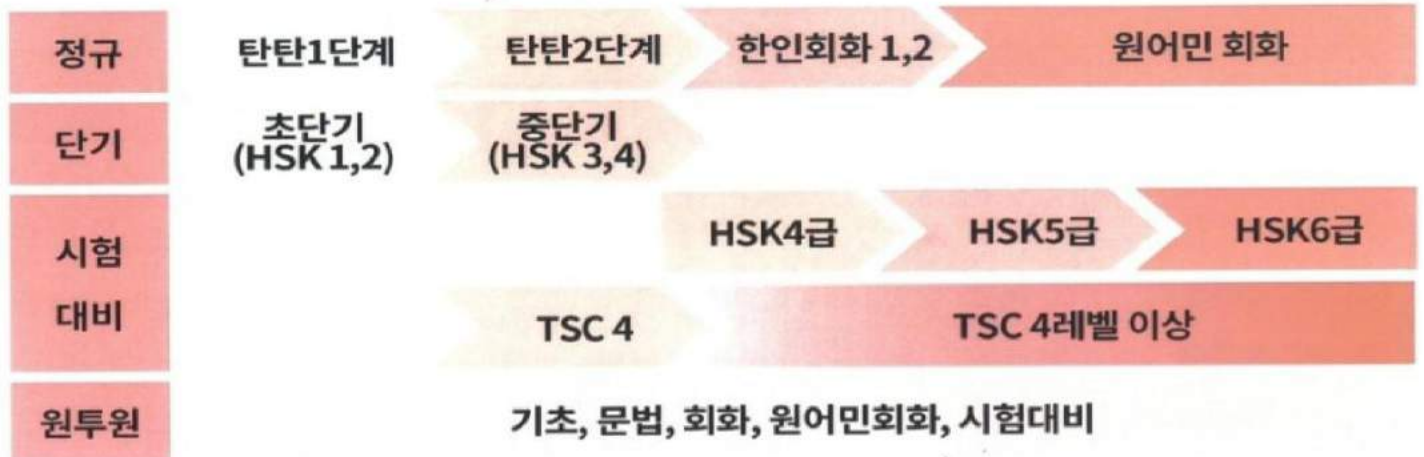 정규 탄탄1단계 탄탄2단계 한인회화 1,2 원어민 회화
단기 초단기 (HSK 1,2) 중단기 (HSK 3,4)
시험 대비 HSK4급 HSK5급 HSK6급
TSC 4 TSC 4레벨 이상
원투원 기초, 문법, 회화, 원어민회화, 시험대비